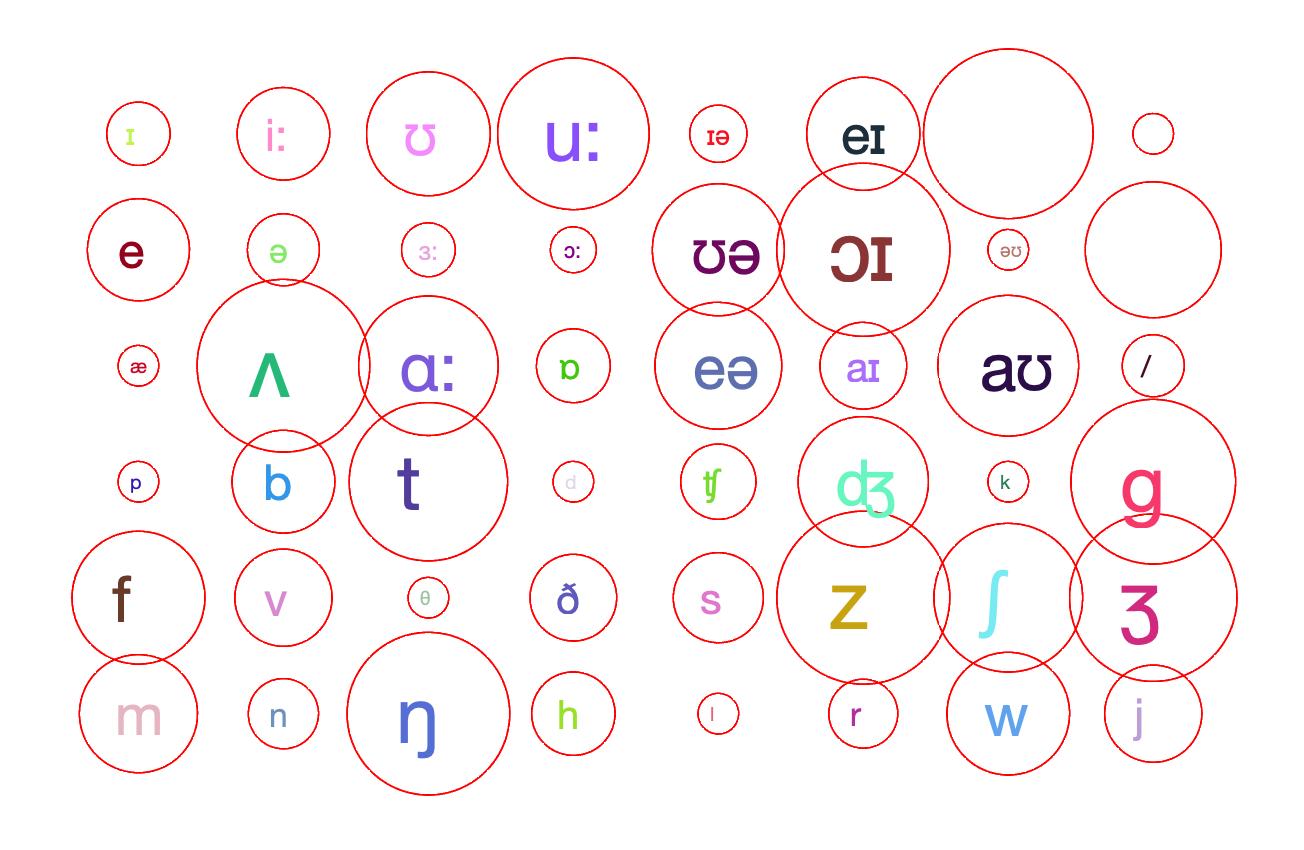 ɪ i: ʊ u: ɪə eɪ
e ə ɜ: ɔ: ʊə ɔɪ əʊ
æ ʌ ɑ: ɒ eə aɪ aʊ /
p b t d ʧ ʤ k g
f v θ ð s z ʃ ʒ
m n ŋ h l r w j